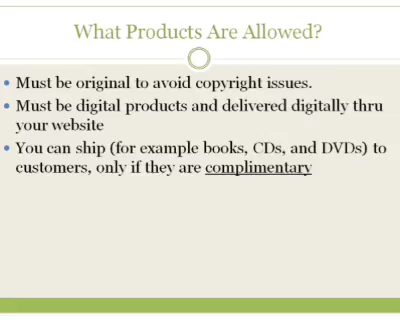 What Products Are Allowed?
Must be original to avoid copyright issues.
Must be digital products and delivered digitally thru
your website
You can ship (for example books, CDs, and DVDs) to
customers, only if they are complimentary